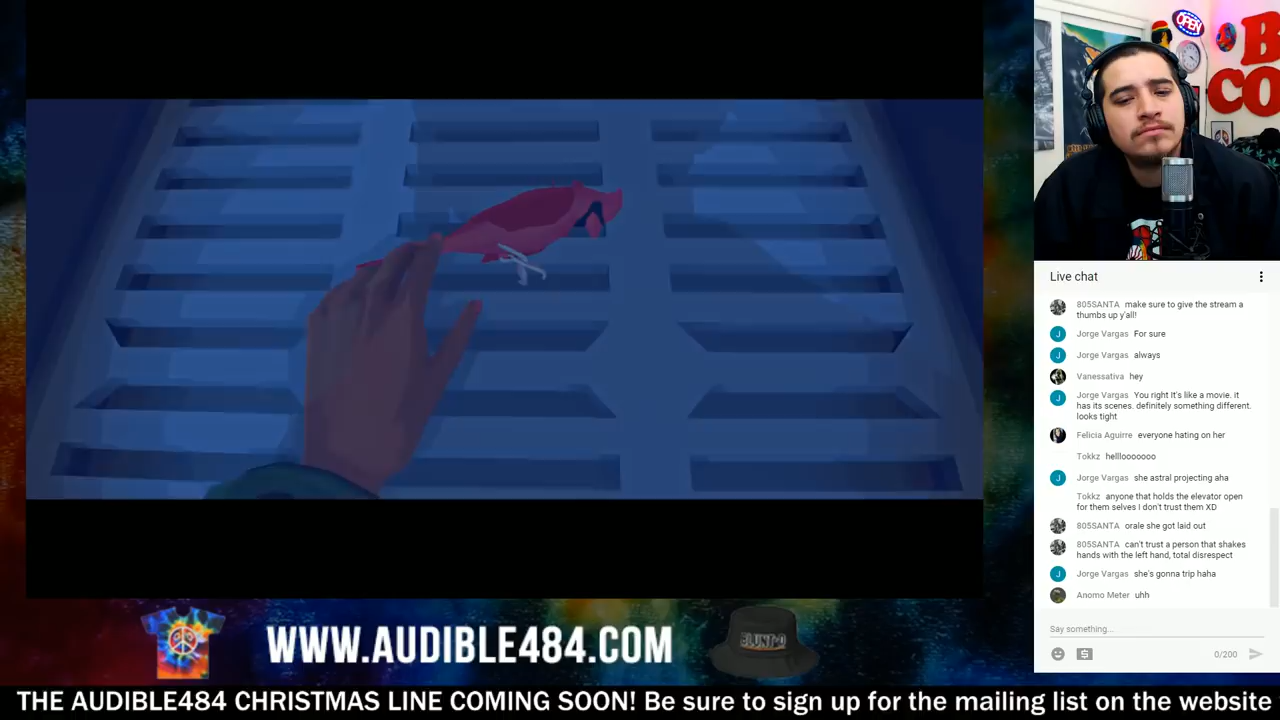 OPEN
B
CO
Live chat
805SANTA make sure to give the stream a
thumbs up y'all!
J Jorge Vargas For sure
J Jorge Vargas always
Vanessativa hey
J Jorge Vargas You right It's like a movie. it
has its scenes. definitely something different.
looks tight
Felicia Aguirre everyone hating on her
Tokkz helllooooooo
J Jorge Vargas she astral projecting aha
Tokkz anyone that holds the elevator open
for them selves I don't trust them XD
805SANTA orale she got laid out
805SANTA can't trust a person that shakes
hands with the left hand, total disrespect
J Jorge Vargas she's gonna trip haha
Anomo Meter uhh
Say something...
0/200
WWW.AUDIBLE484.COM
THE AUDIBLE484 CHRISTMAS LINE COMING SOON! Be sure to sign up for the mailing list on the website